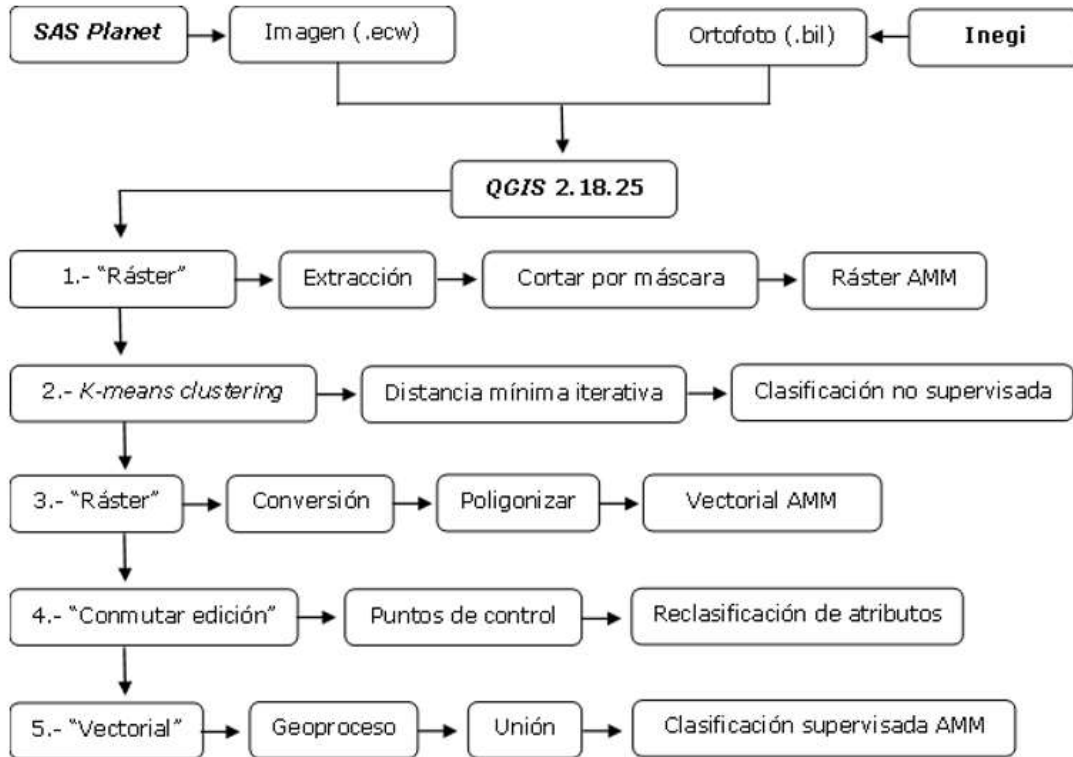 SAS Planet
Imagen (.ecw)
Ortofoto (.bil)
Inegi
QGIS 2.18.25
1.- “Ráster”
Extracción
Cortar por máscara
Ráster AMM
2.- K-means clustering
Distancia mínima iterativa
Clasificación no supervisada
3.- “Ráster”
Conversión
Poligonizar
Vectorial AMM
4.- “Conmutar edición”
Puntos de control
Reclasificación de atributos
5.- “Vectorial”
Geoproceso
Unión
Clasificación supervisada AMM